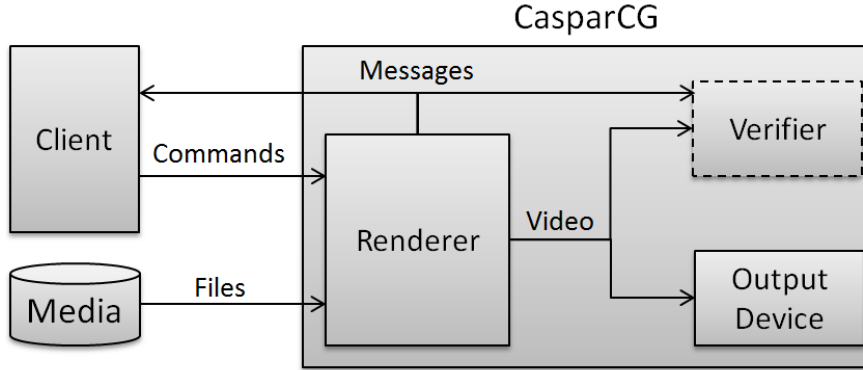 CasparCG
Messages
Client
Verifier
Commands
Renderer
Video
Files
Media
Output
Device